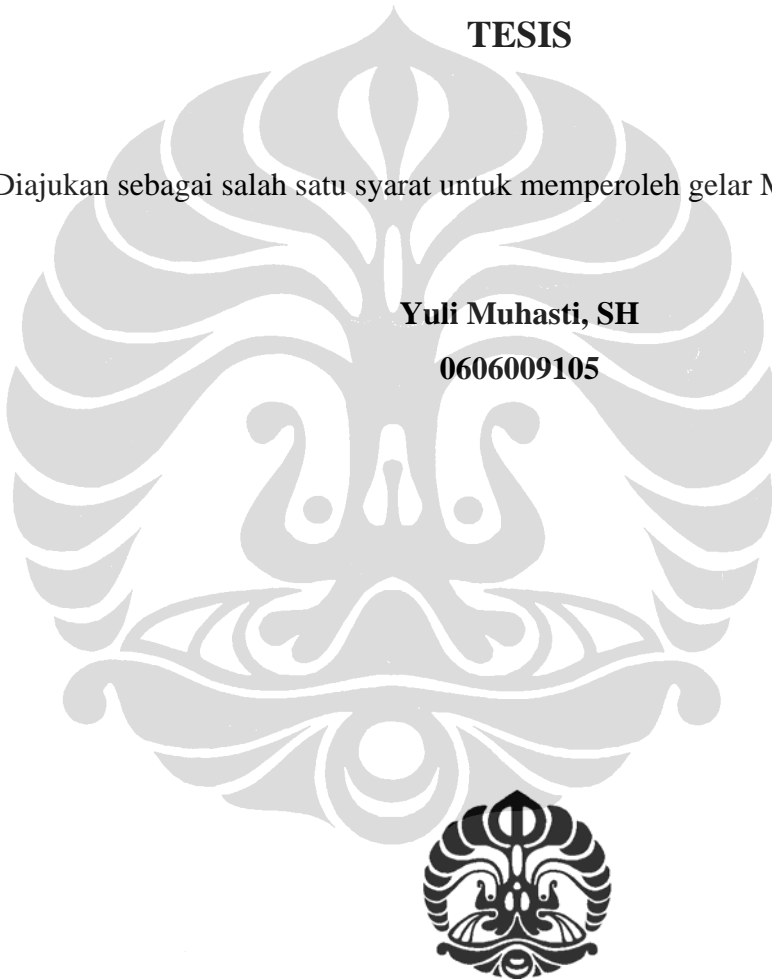 TESIS
Diajukan sebagai salah satu syarat untuk memperoleh gelar
Yuli Muhasti, SH
0606009105